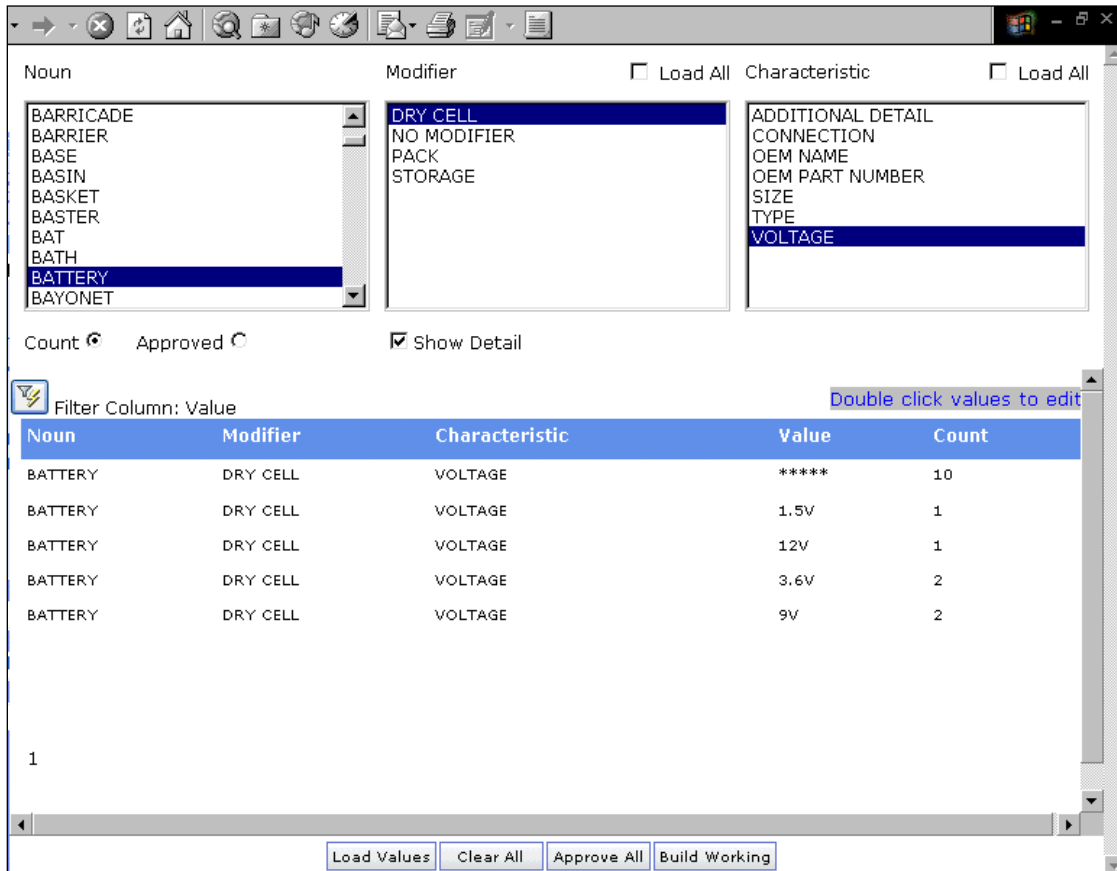 Noun Modifier Load All Characteristic Load All
BARRICADE
BARRIER
BASE
BASIN
BASKET
BASTER
BAT
BATH
BATTERY
BAYONET
DRY CELL
NO MODIFIER
PACK
STORAGE
ADDITIONAL DETAIL
CONNECTION
OEM NAME
OEM PART NUMBER
SIZE
TYPE
VOLTAGE
Count Approved Show Detail
Filter Column: Value Double click values to edit
Noun Modifier Characteristic Value Count
BATTERY DRY CELL VOLTAGE ***** 10
BATTERY DRY CELL VOLTAGE 1.5V 1
BATTERY DRY CELL VOLTAGE 12V 1
BATTERY DRY CELL VOLTAGE 3.6V 2
BATTERY DRY CELL VOLTAGE 9V 2
1
Load Values Clear All Approve All Build Working